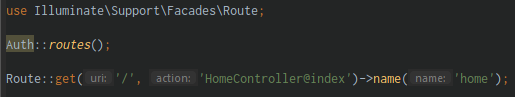 use Illuminate\Support\Facades\Route;
Auth::routes();
Route::get( uri: '/', action: 'HomeController@index')->name( name: 'home');